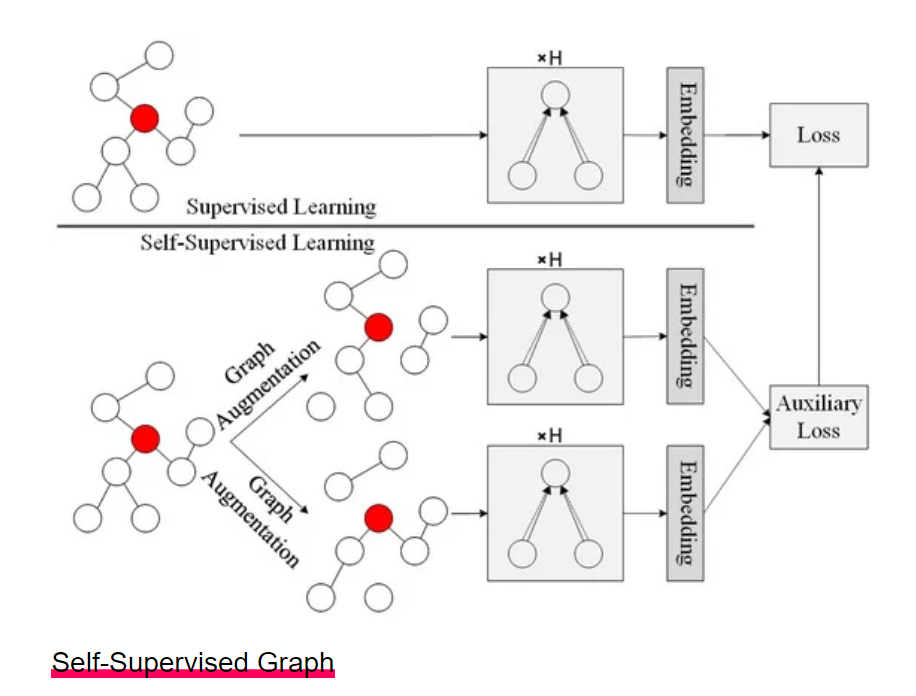 ×H
Embedding
Loss
Supervised Learning
Self-Supervised Learning
×H
Embedding
Graph
Augmentation
Auxiliary
Loss
×H
Embedding
Graph
Augmentation
Self-Supervised Graph